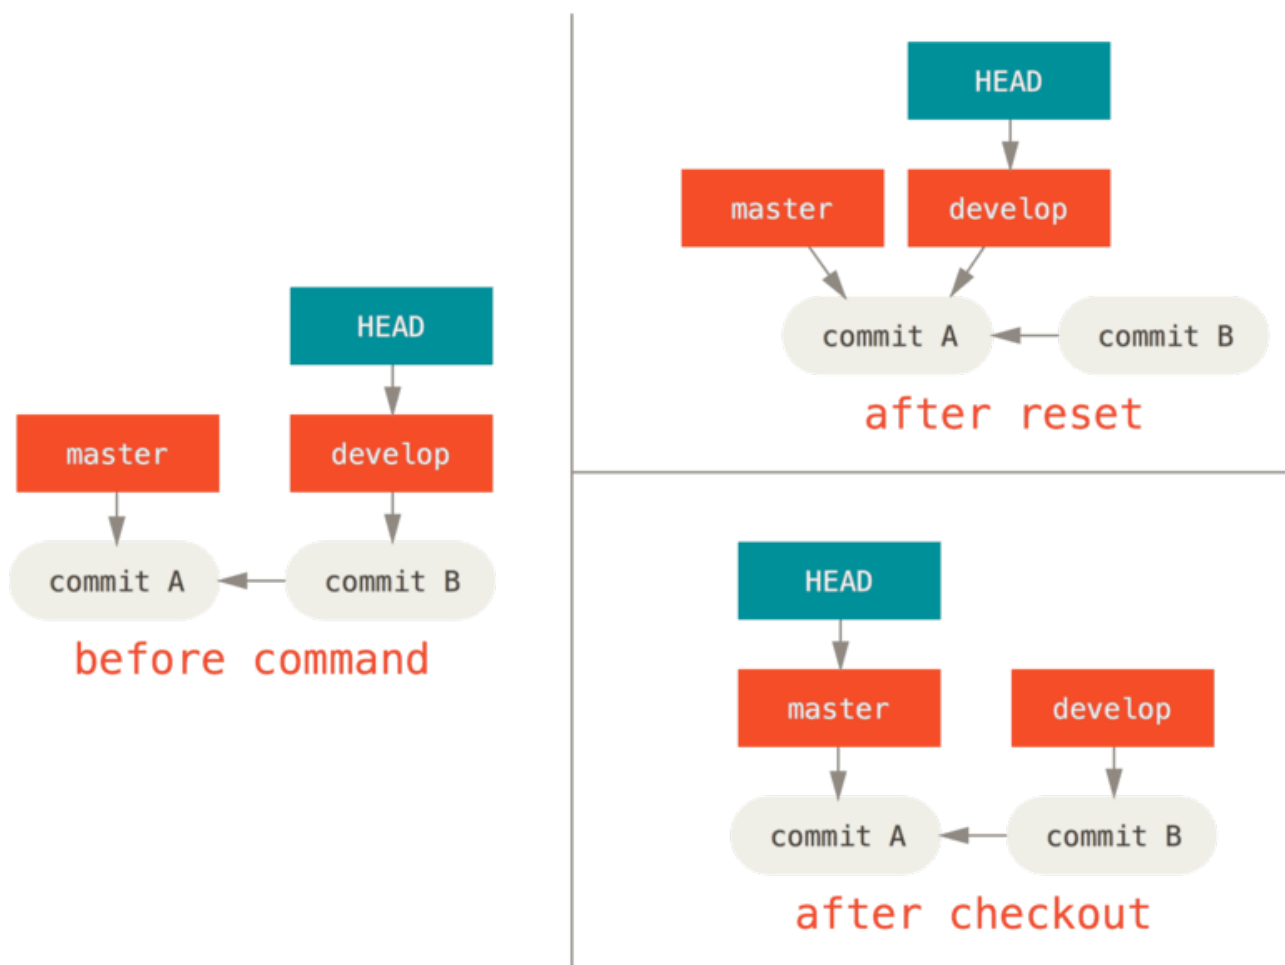 HEAD
master
develop
commit A
commit B
before command
HEAD
master
develop
commit A
commit B
after reset
HEAD
master
develop
commit A
commit B
after checkout